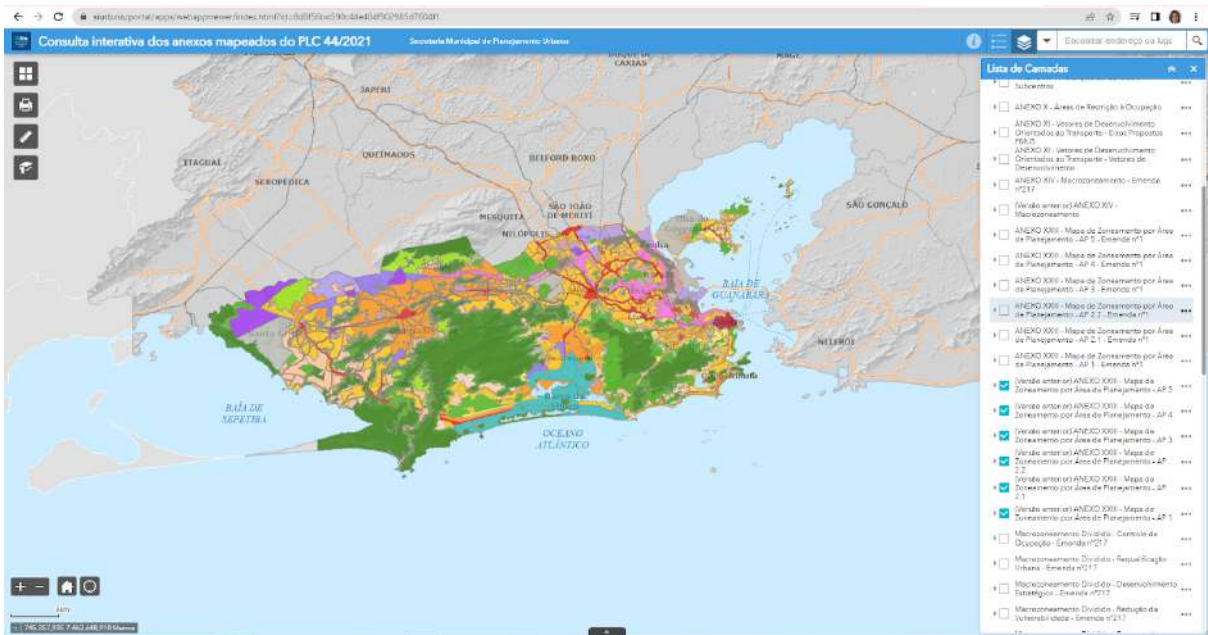 Consulta interativa dos anexos mapeados do PLC 44/2021
Secretaria Municipal de Planejamento Urbano
Encontrar endereço ou luga
Lista de Camadas
Subcentros
ANEXO X - Áreas de Restrição à Ocupação
ANEXO XI - Vetores de Desenvolvimento
Orientados ao Transporte - Eixos Propostos
PMUS
ANEXO XI - Vetores de Desenvolvimento
Orientados ao Transporte - Vetores de
Desenvolvimento
ANEXO XIV - Macrozoneamento - Emenda
nº217
(Versão anterior) ANEXO XIV -
Macrozoneamento
ANEXO XXIII - Mapa de Zoneamento por Área
de Planejamento - AP 5 - Emenda nº1
ANEXO XXIII - Mapa de Zoneamento por Área
de Planejamento - AP 4 - Emenda nº1
ANEXO XXIII - Mapa de Zoneamento por Área
de Planejamento - AP 3 - Emenda nº1
ANEXO XXIII - Mapa de Zoneamento por Área
de Planejamento - AP 2.2 - Emenda nº1
ANEXO XXIII - Mapa de Zoneamento por Área
de Planejamento - AP 2.1 - Emenda nº1
ANEXO XXIII - Mapa de Zoneamento por Área
de Planejamento - AP 1 - Emenda nº1
(Versão anterior) ANEXO XXIII - Mapa de
Zoneamento por Área de Planejamento - AP 5
(Versão anterior) ANEXO XXIII - Mapa de
Zoneamento por Área de Planejamento - AP 4
(Versão anterior) ANEXO XXIII - Mapa de
Zoneamento por Área de Planejamento - AP 3
(Versão anterior) ANEXO XXIII - Mapa de
Zoneamento por Área de Planejamento - AP
2.2
(Versão anterior) ANEXO XXIII - Mapa de
Zoneamento por Área de Planejamento - AP
2.1
(Versão anterior) ANEXO XXIII - Mapa de
Zoneamento por Área de Planejamento - AP 1
Macrozoneamento Dividido - Controle da
Ocupação - Emenda nº217
Macrozoneamento Dividido - Requalificação
Urbana - Emenda nº217
Macrozoneamento Dividido - Desenvolvimento
Estratégico - Emenda nº217
Macrozoneamento Dividido - Redução da
Vulnerabilidade - Emenda nº217
CAXIAS
JAPERI
ITAGUAÍ
QUEIMADOS
BELFORD ROXO
SEROPÉDICA
SÃO JOÃO
DE MERITI
MESQUITA
NILÓPOLIS
SÃO GONÇALO
BAÍA DE
GUANABARA
NITERÓI
BAÍA DE
SEPETIBA
OCEANO
ATLÂNTICO